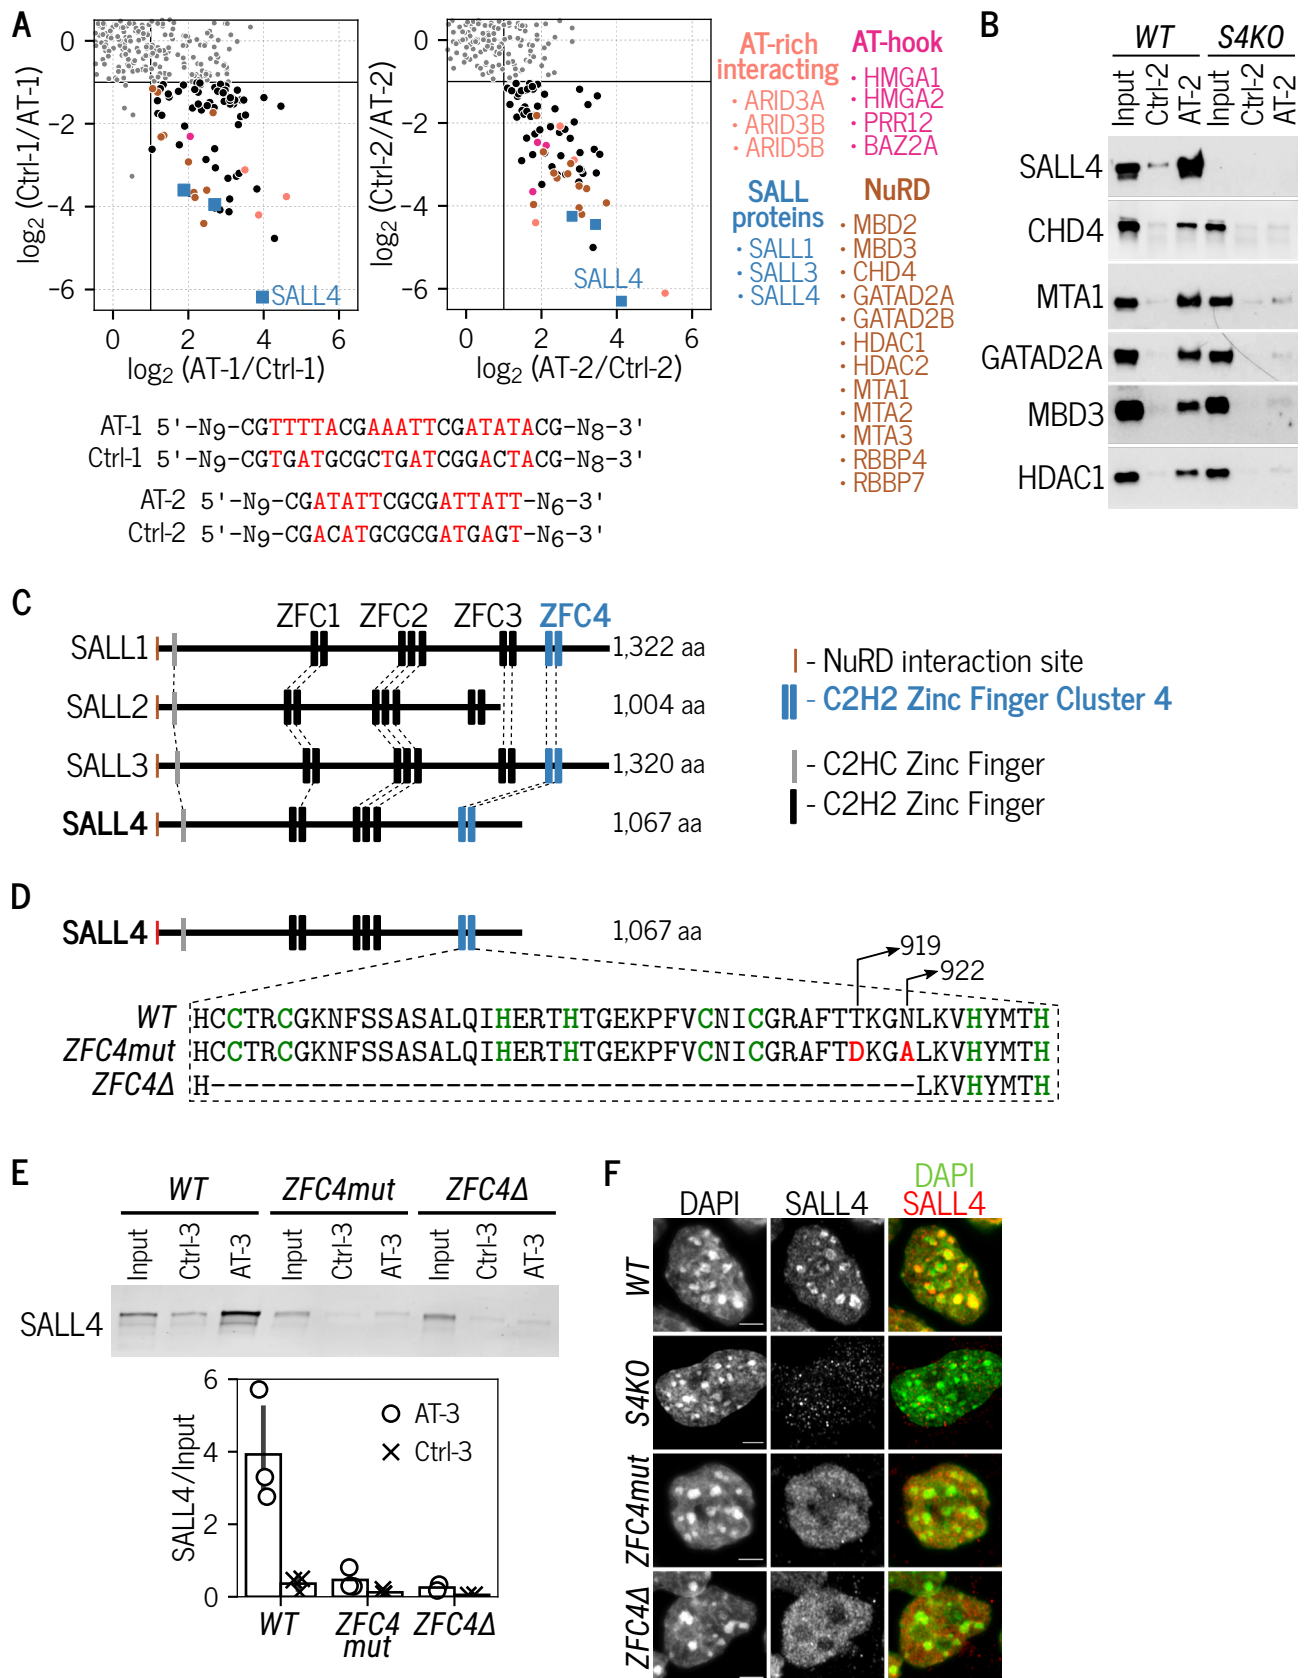 A
log2 (Ctrl-1/AT-1)
0
−2
−4
−6
SALL4
0 2 4 6
log2 (AT-1/Ctrl-1)
log2 (Ctrl-2/AT-2)
0
−2
−4
−6
SALL4
0 2 4 6
log2 (AT-2/Ctrl-2)
AT-rich
interacting
· ARID3A
· ARID3B
· ARID5B
AT-hook
· HMGA1
· HMGA2
· PRR12
· BAZ2A
SALL
proteins
· SALL1
· SALL3
· SALL4
NuRD
· MBD2
· MBD3
· CHD4
· GATAD2A
· GATAD2B
· HDAC1
· HDAC2
· MTA1
· MTA2
· MTA3
· RBBP4
· RBBP7
AT-1 5'-N9-CGTTTTACGAAATTCGATATACG-N8-3'
Ctrl-1 5'-N9-CGTGATGCGCTGATCGGACTACG-N8-3'
AT-2 5'-N9-CGATATTCGCGATTATT-N6-3'
Ctrl-2 5'-N9-CGACATGCGCGATGAGT-N6-3'
B
WT S4KO
Input Ctrl-2 AT-2 Input Ctrl-2 AT-2
SALL4
CHD4
MTA1
GATAD2A
MBD3
HDAC1
C
ZFC1 ZFC2 ZFC3 ZFC4
SALL1 1,322 aa
SALL2 1,004 aa
SALL3 1,320 aa
SALL4 1,067 aa
- NuRD interaction site
- C2H2 Zinc Finger Cluster 4
- C2HC Zinc Finger
- C2H2 Zinc Finger
D
SALL4 1,067 aa
919
922
WT HCCTRCGKNFSSASALQIHERTHTGEKPFVCNICGRAFTTKGNLKVHYMTH
ZFC4mut HCCTRCGKNFSSASALQIHERTHTGEKPFVCNICGRAFTDKGALKVHYMTH
ZFC4Δ H------------------------------------------LKVHYMTH
E
WT ZFC4mut ZFC4Δ
Input Ctrl-3 AT-3 Input Ctrl-3 AT-3 Input Ctrl-3 AT-3
SALL4
SALL4/Input
6
4
2
0
AT-3
Ctrl-3
WT ZFC4 mut ZFC4Δ
F
DAPI SALL4 DAPI SALL4
WT
S4KO
ZFC4mut
ZFC4Δ